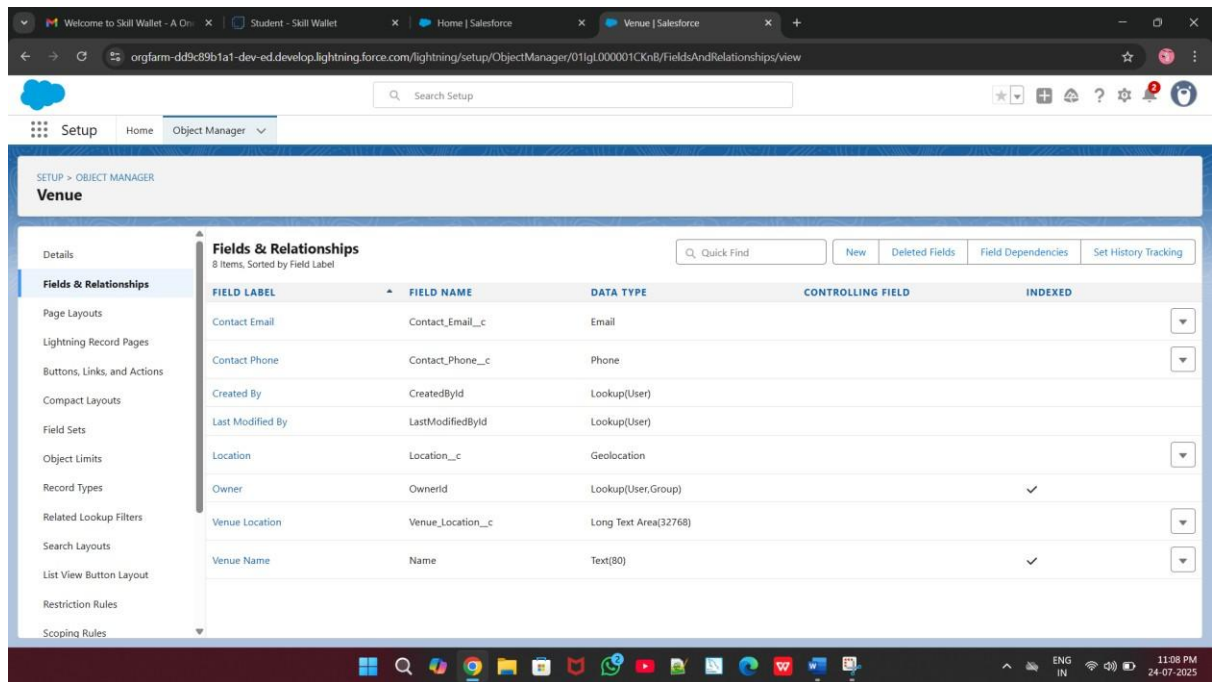 Welcome to Skill Wallet - A On
Student - Skill Wallet
Home | Salesforce
Venue | Salesforce
orgfarm-dd9c89b1a1-dev-ed.develop.lightning.force.com/lightning/setup/ObjectManager/01IgL000001CKnB/FieldsAndRelationships/view
Search Setup
2
Setup Home Object Manager
SETUP > OBJECT MANAGER
Venue
Details
Fields & Relationships
Page Layouts
Lightning Record Pages
Buttons, Links, and Actions
Compact Layouts
Field Sets
Object Limits
Record Types
Related Lookup Filters
Search Layouts
List View Button Layout
Restriction Rules
Scoping Rules
Fields & Relationships
8 Items, Sorted by Field Label
Quick Find New Deleted Fields Field Dependencies Set History Tracking
FIELD LABEL FIELD NAME DATA TYPE CONTROLLING FIELD INDEXED
Contact Email Contact_Email__c Email
Contact Phone Contact_Phone__c Phone
Created By CreatedById Lookup(User)
Last Modified By LastModifiedById Lookup(User)
Location Location__c Geolocation
Owner OwnerId Lookup(User,Group)
Venue Location Venue_Location__c Long Text Area(32768)
Venue Name Name Text(80)
2
ENG
IN
11:08 PM
24-07-2025